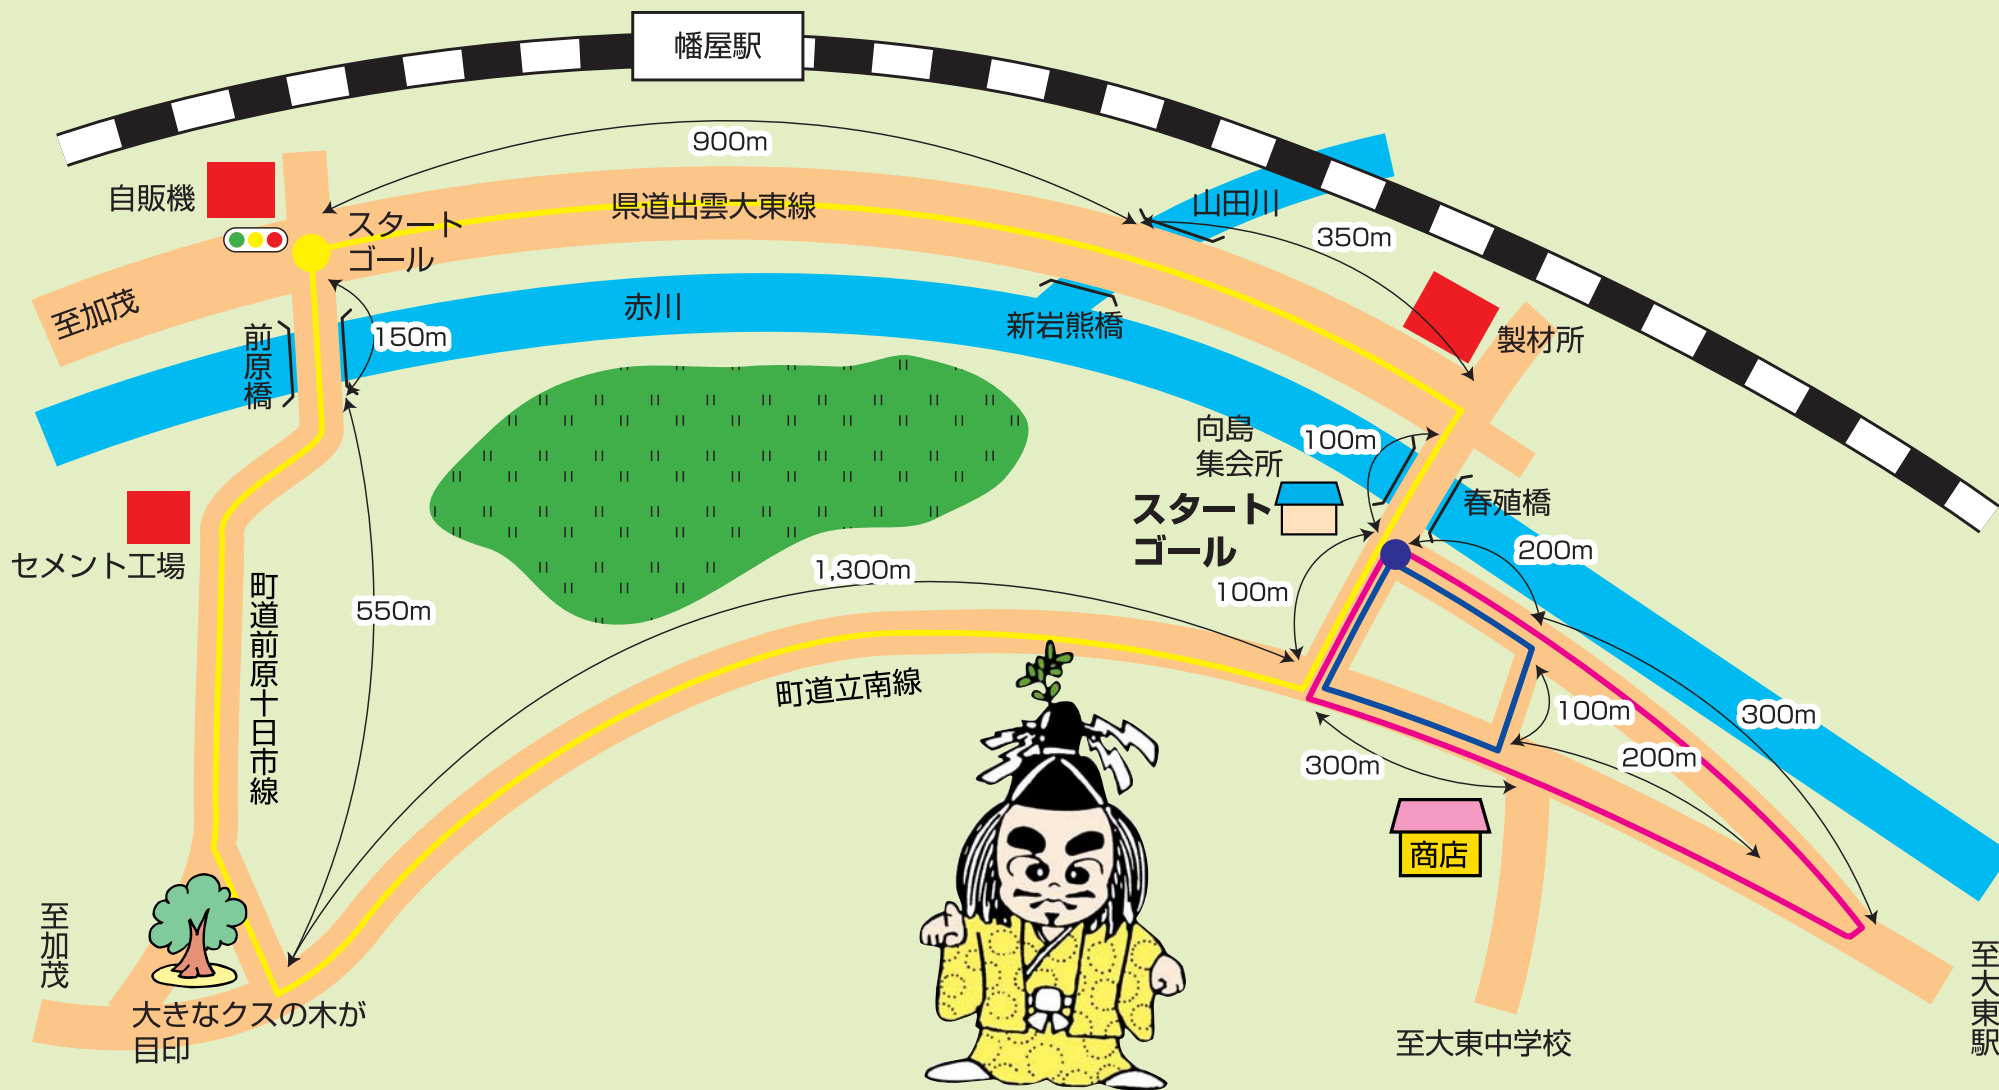 幡屋駅
900m
自販機
スタート
ゴール
県道出雲大東線
山田川
350m
至加茂
前原橋
150m
赤川
新岩熊橋
製材所
向島
集会所
100m
スタート
ゴール
春殖橋
200m
セメント工場
町道前原十日市線
550m
1,300m
100m
町道立南線
100m
300m
200m
300m
商店
至加茂
大きなクスの木が
目印
至大東中学校
至大東駅